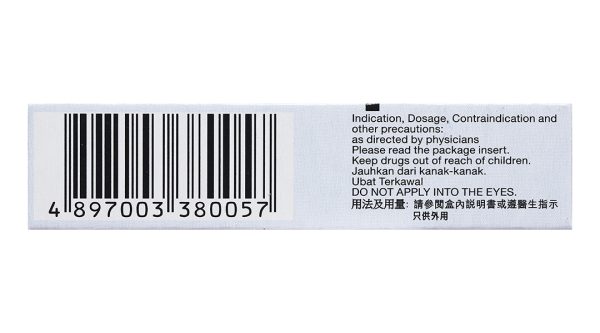 Indication, Dosage, Contraindication and
other precautions:
as directed by physicians
Please read the package insert.
Keep drugs out of reach of children.
Jauhkan dari kanak-kanak.
Ubat Terkawal
DO NOT APPLY INTO THE EYES.
用法及用量: 請參閱盒內説明書或遵醫生指示
只供外用
4 897003 380057